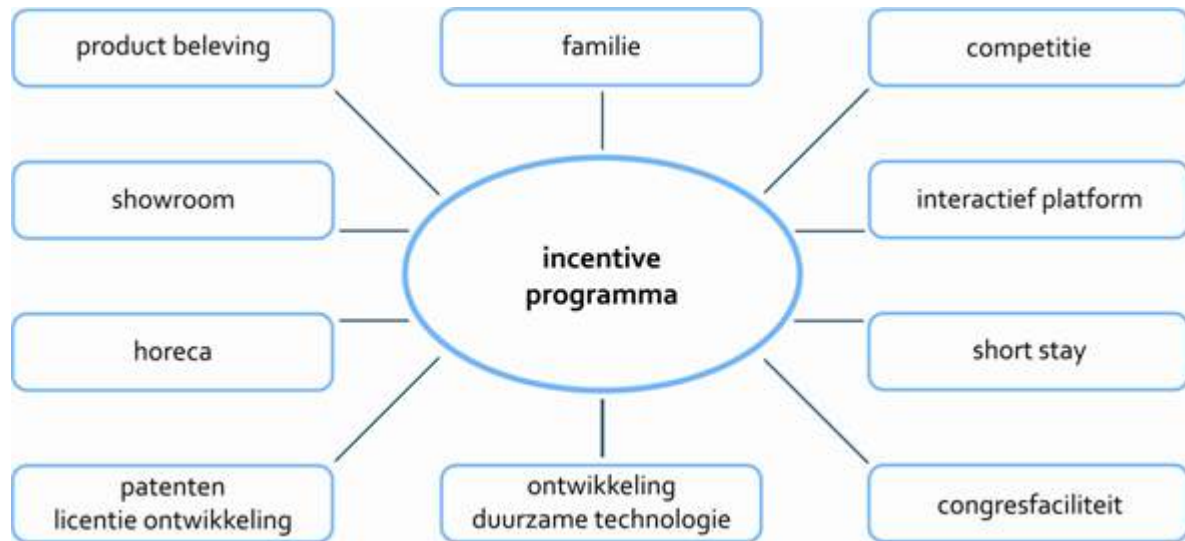 product beleving
familie
competitie
showroom
interactief platform
incentive
programma
horeca
short stay
patenten
licentie ontwikkeling
ontwikkeling
duurzame technologie
congresfaciliteit